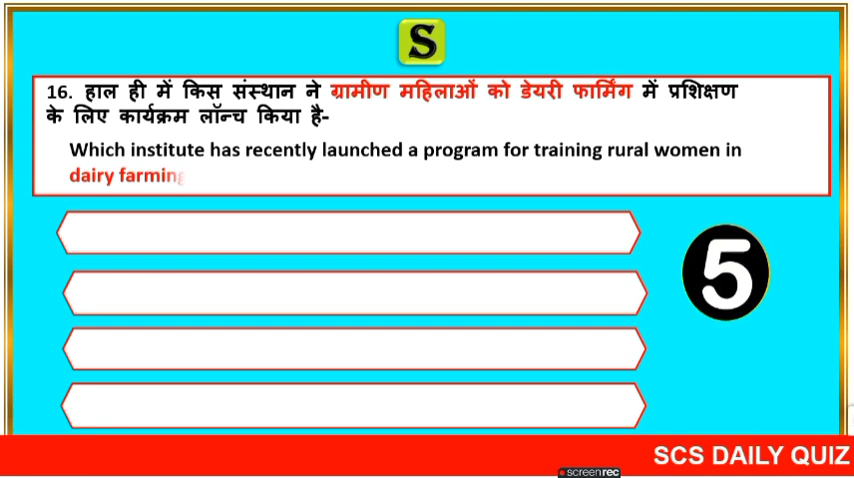 S
16. हाल ही में किस संस्थान ने ग्रामीण महिलाओं को डेयरी फार्मिंग में प्रशिक्षण
के लिए कार्यक्रम लॉन्च किया है-
Which institute has recently launched a program for training rural women in
dairy farming
5
SCS DAILY QUIZ
screenrec